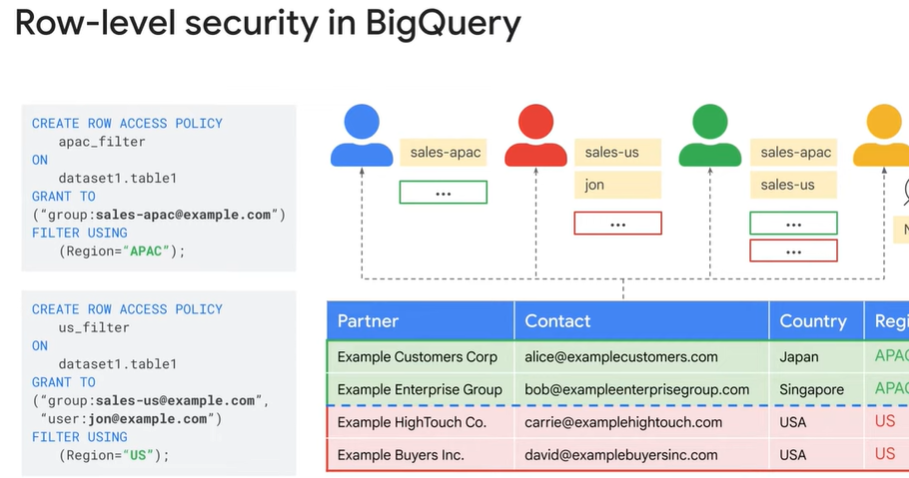 Row-level security in BigQuery
CREATE ROW ACCESS POLICY
apac_filter
ON
dataset1.table1
GRANT TO
("group:sales-apac@example.com")
FILTER USING
(Region="APAC");
CREATE ROW ACCESS POLICY
us_filter
ON
dataset1.table1
GRANT TO
("group:sales-us@example.com",
"user:jon@example.com")
FILTER USING
(Region="US");
sales-apac
...
sales-us
jon
...
sales-apac
sales-us
...
...
N
Partner Contact Country Regi
Example Customers Corp alice@examplecustomers.com Japan APAC
Example Enterprise Group bob@exampleenterprisegroup.com Singapore APAC
Example HighTouch Co. carrie@examplehightouch.com USA US
Example Buyers Inc. david@examplebuyersinc.com USA US